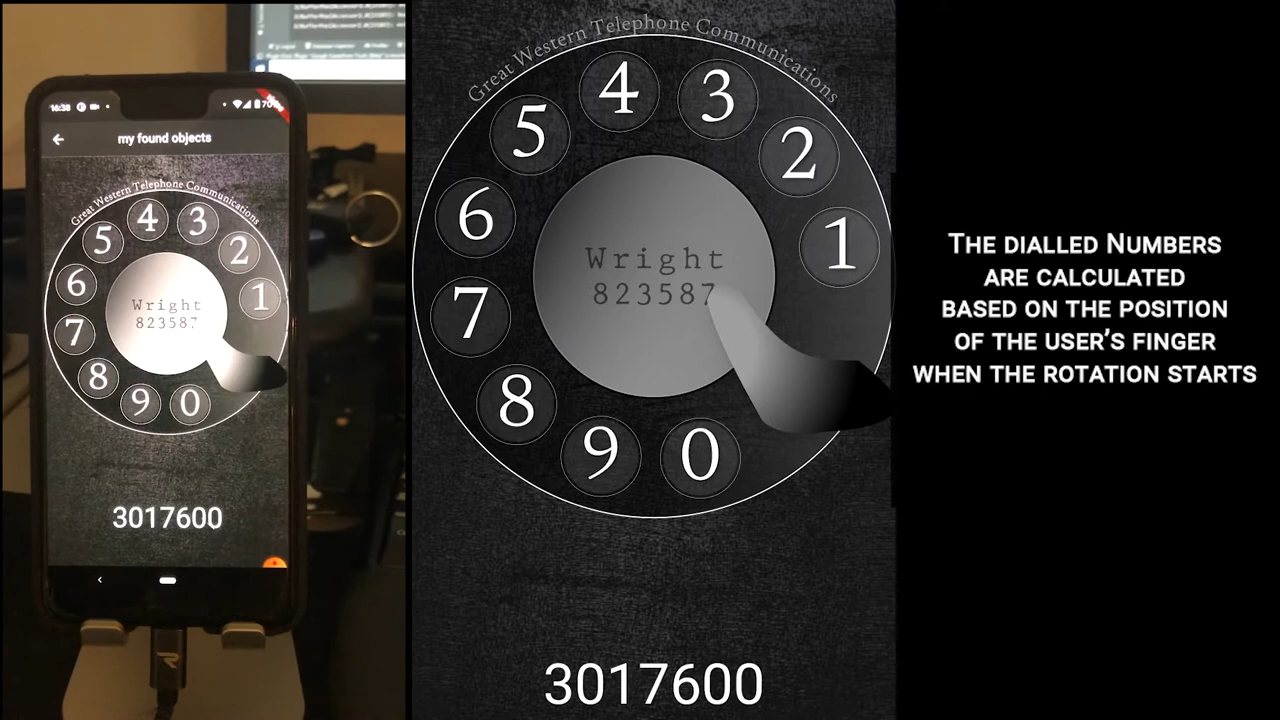 16:38
my found objects
Great Western Telephone Communications
4
3
5
2
6
1
Wright
823587
7
8
9
0
3017600
Great Western Telephone Communications
4
3
5
2
6
1
Wright
823587
7
8
9
0
3017600
The dialled Numbers
are calculated
based on the position
of the user's finger
when the rotation starts